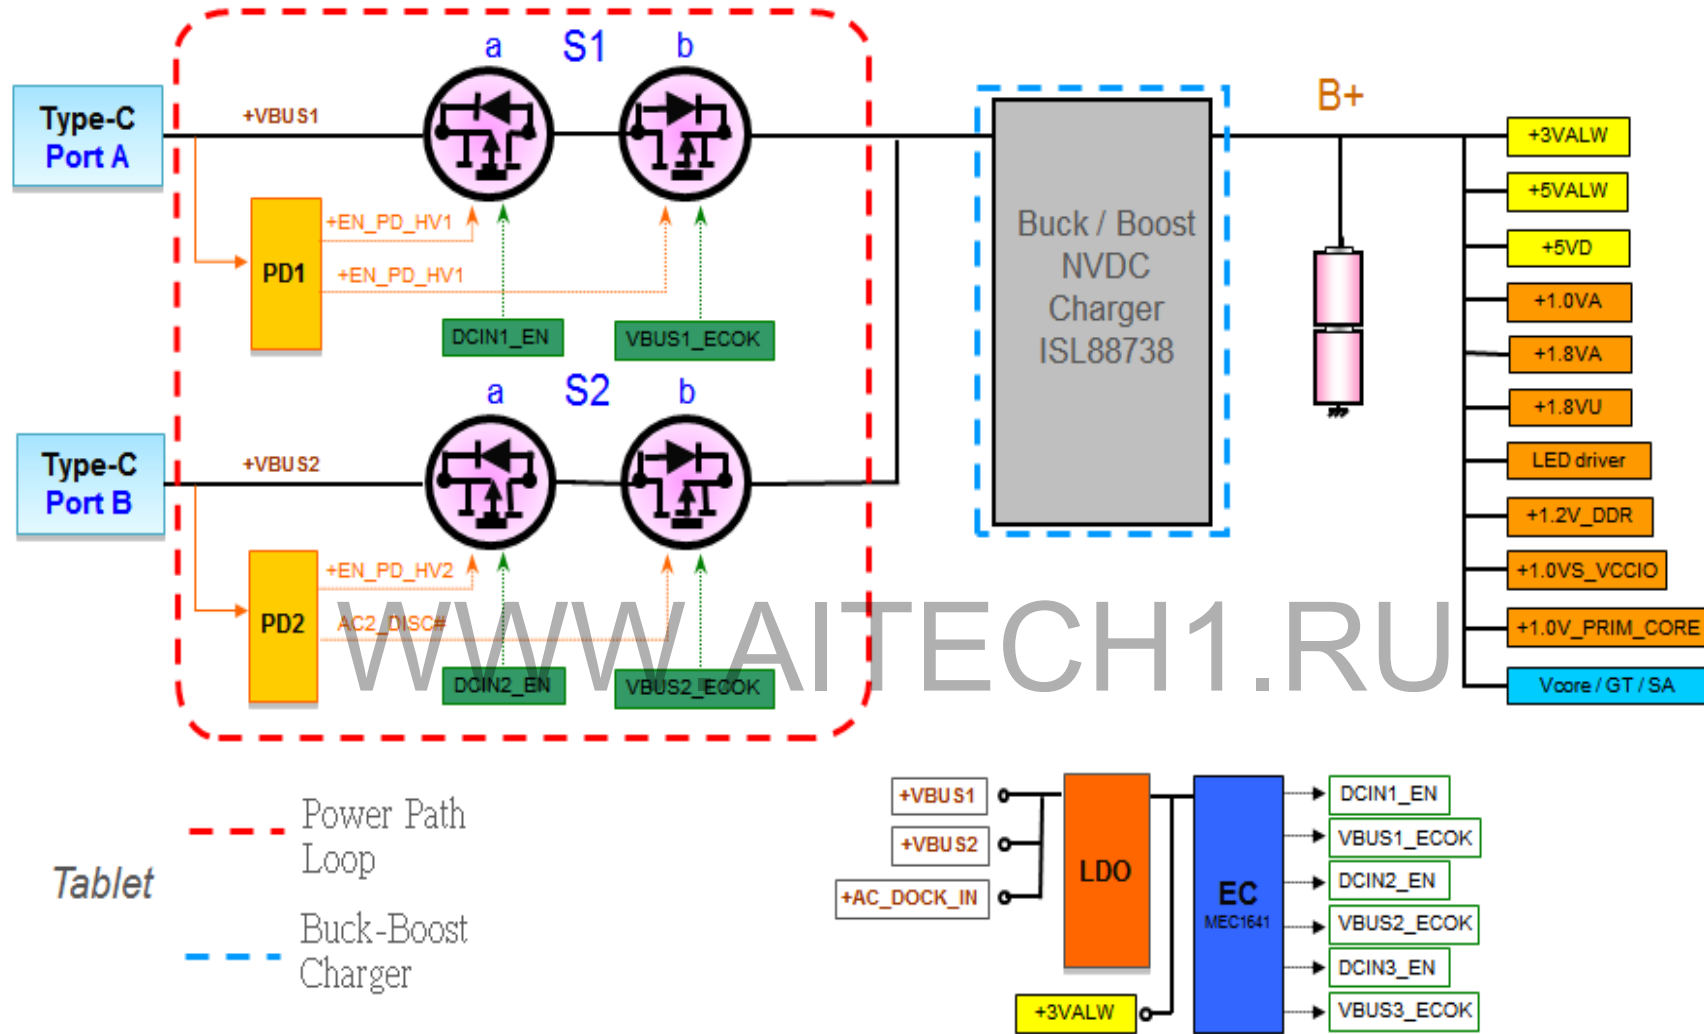 a S1 b
B+
Type-C
Port A
+VBUS1
+3VALW
+5VALW
+5VD
+1.0VA
+1.8VA
+1.8VU
LED driver
+1.2V_DDR
+1.0VS_VCCIO
+1.0V_PRIM_CORE
Vcore / GT / SA
Buck / Boost
NVDC
Charger
ISL88738
PD1
+EN_PD_HV1
+EN_PD_HV1
DCIN1_EN
VBUS1_ECOK
a S2 b
Type-C
Port B
+VBUS2
PD2
+EN_PD_HV2
AC2_DISC#
DCIN2_EN
VBUS2_ECOK
WWW.AITECH1.RU
Tablet
Power Path
Loop
Buck-Boost
Charger
+VBUS1
+VBUS2
+AC_DOCK_IN
LDO
+3VALW
EC
MEC1641
DCIN1_EN
VBUS1_ECOK
DCIN2_EN
VBUS2_ECOK
DCIN3_EN
VBUS3_ECOK